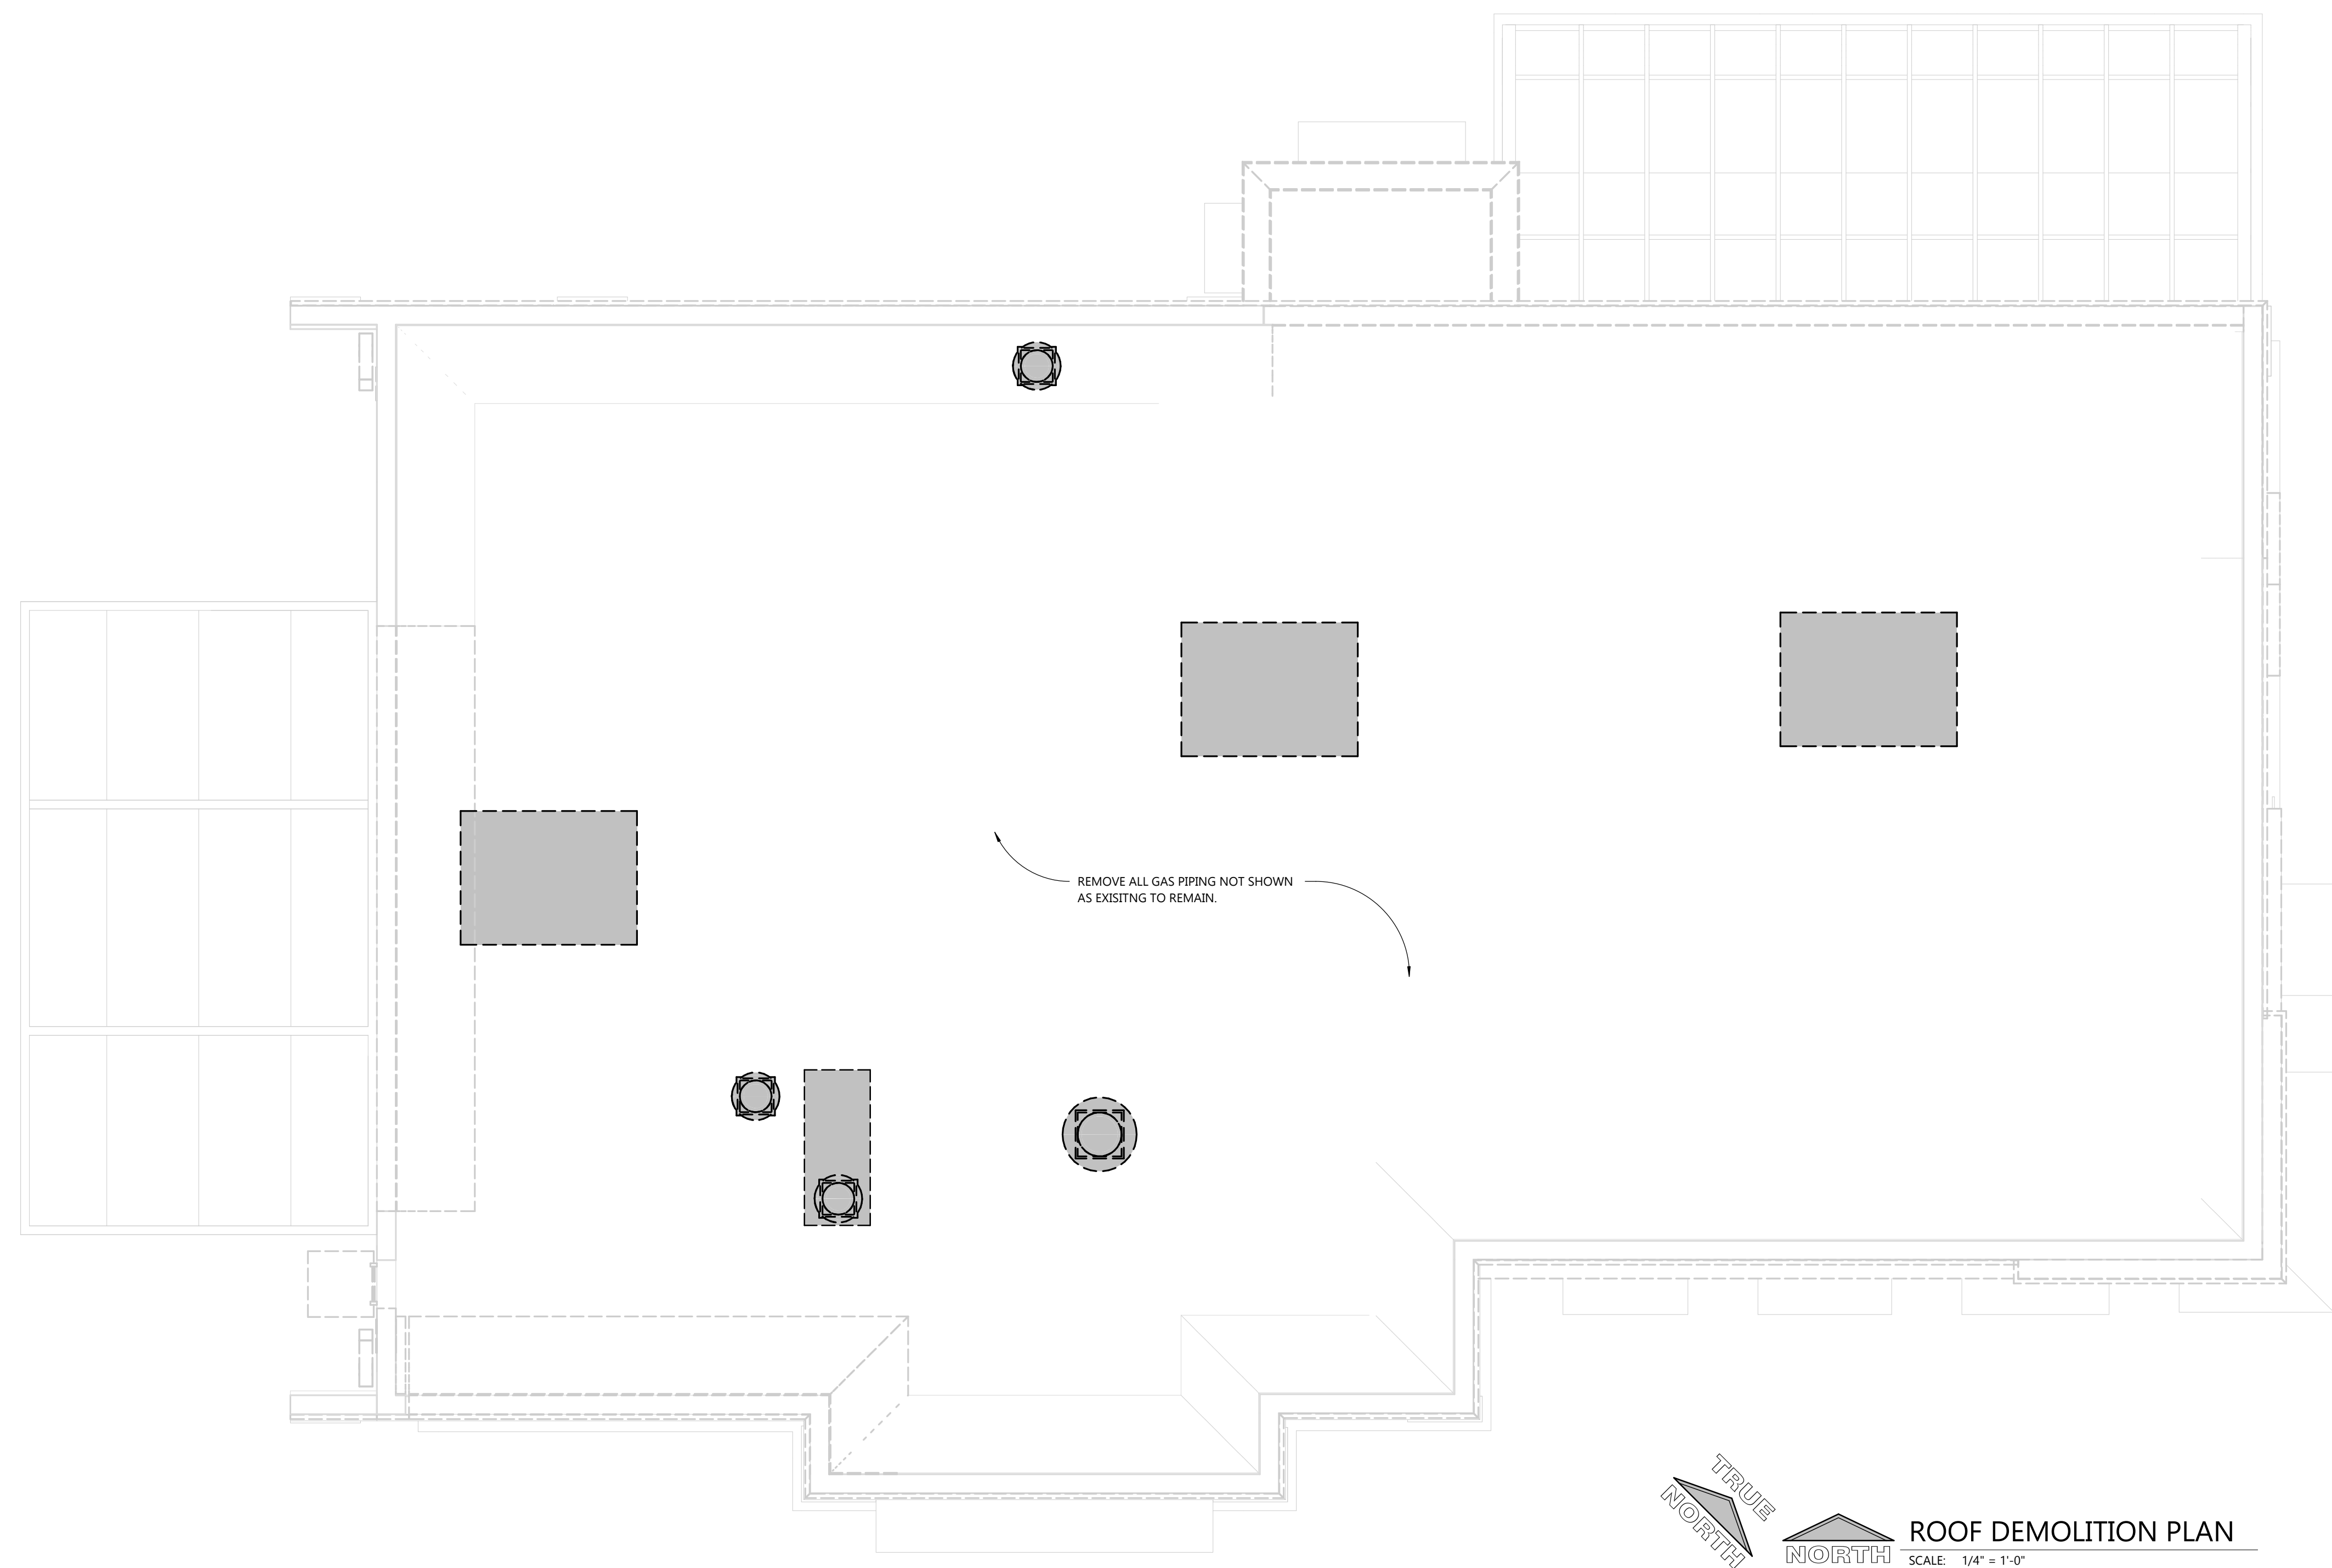 REMOVE ALL GAS PIPING NOT SHOWN
AS EXISITNG TO REMAIN.
TRUE
NORTH
NORTH
ROOF DEMOLITION PLAN
SCALE: 1/4" = 1'-0"